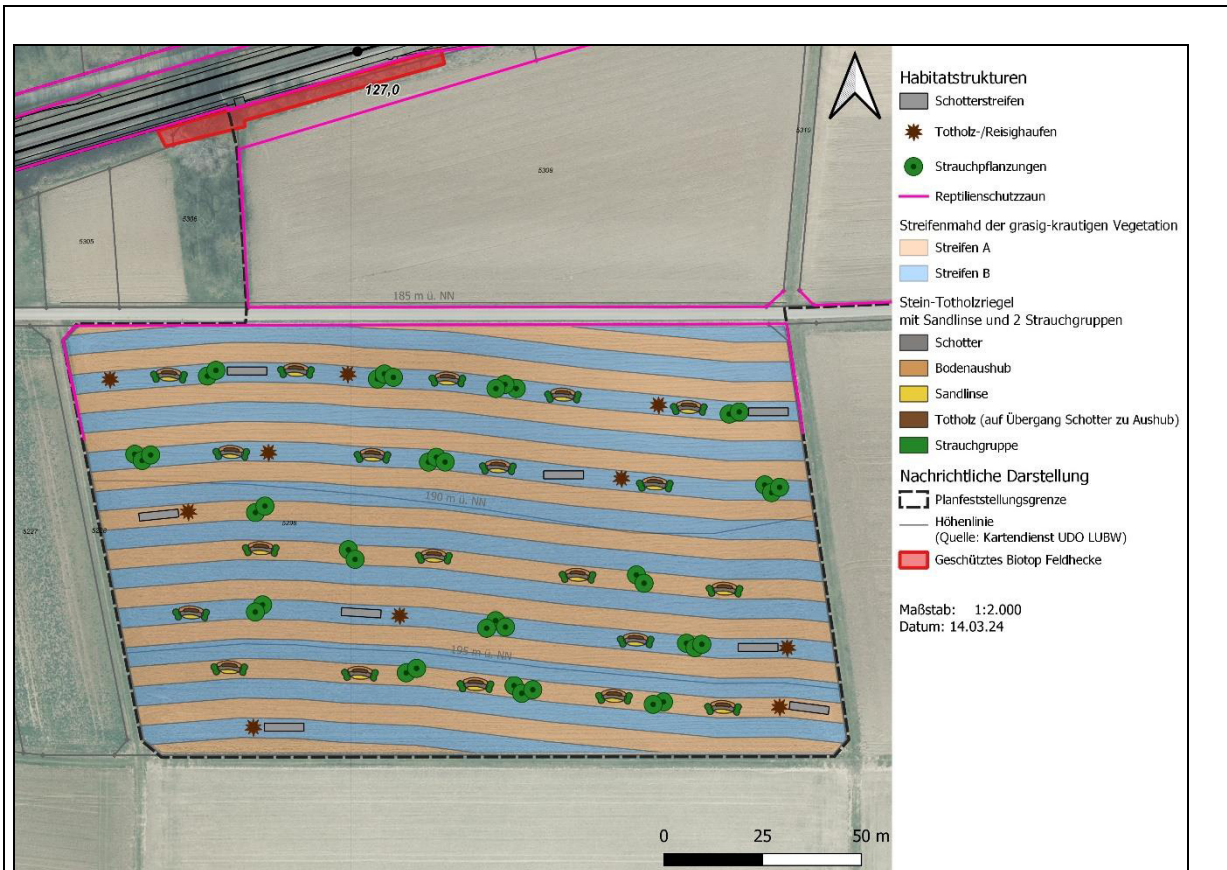 127,0
5319
5308
5306
5305
185 m ü. NN
190 m ü. NN
5227
5298
195 m ü. NN
0 25 50 m
Habitatstrukturen
Schotterstreifen
Totholz-/Reisighaufen
Strauchpflanzungen
Reptilienschutzzaun
Streifenmahd der grasig-krautigen Vegetation
Streifen A
Streifen B
Stein-Totholzriegel
mit Sandlinse und 2 Strauchgruppen
Schotter
Bodenaushub
Sandlinse
Totholz (auf Übergang Schotter zu Aushub)
Strauchgruppe
Nachrichtliche Darstellung
Planfeststellungsgrenze
Höhenlinie
(Quelle: Kartendienst UDO LUBW)
Geschütztes Biotop Feldhecke
Maßstab: 1:2.000
Datum: 14.03.24